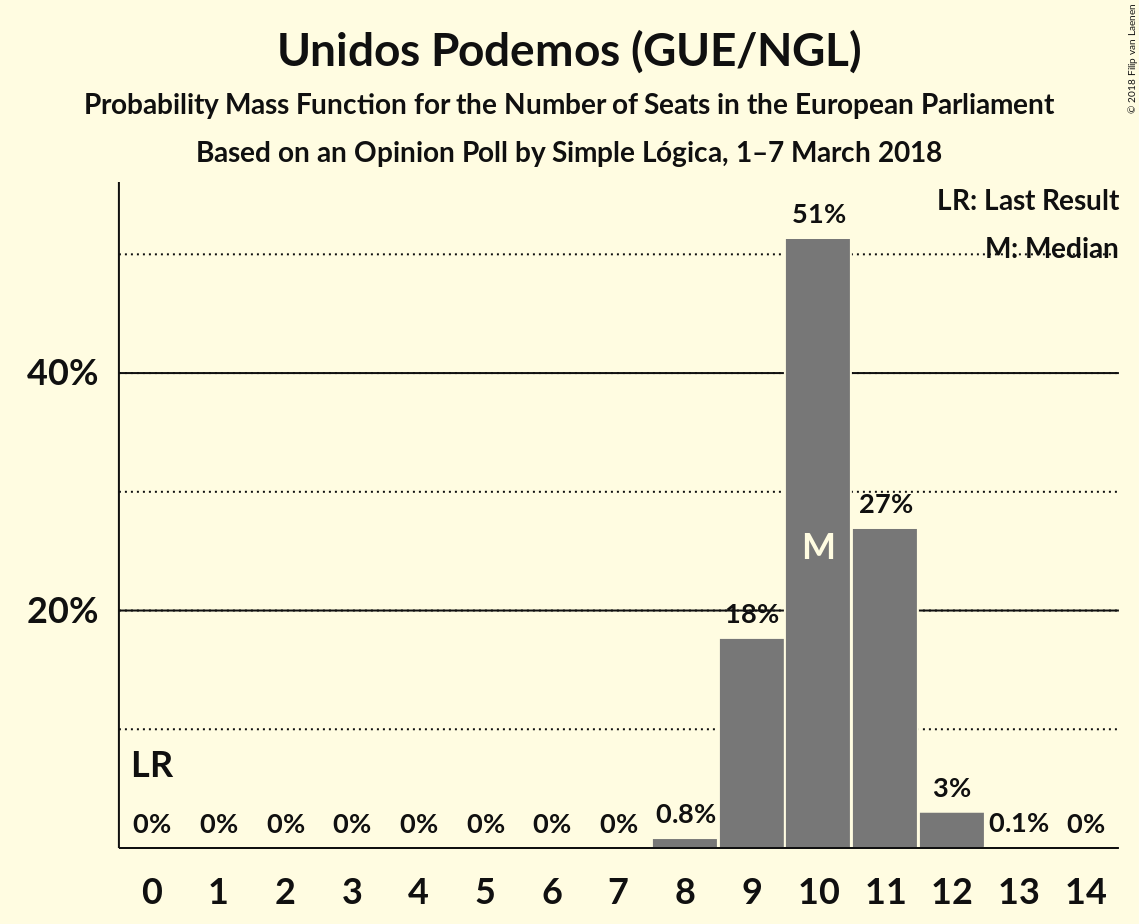 Unidos Podemos (GUE/NGL)
Probability Mass Function for the Number of Seats in the European Parliament
Based on an Opinion Poll by Simple Lógica, 1–7 March 2018
© 2018 Filip van Laenen
LR: Last Result
M: Median
51%
40%
27%
M
20%
18%
LR
0% 0% 0% 0% 0% 0% 0% 0% 0.8% 3% 0.1% 0%
0 1 2 3 4 5 6 7 8 9 10 11 12 13 14